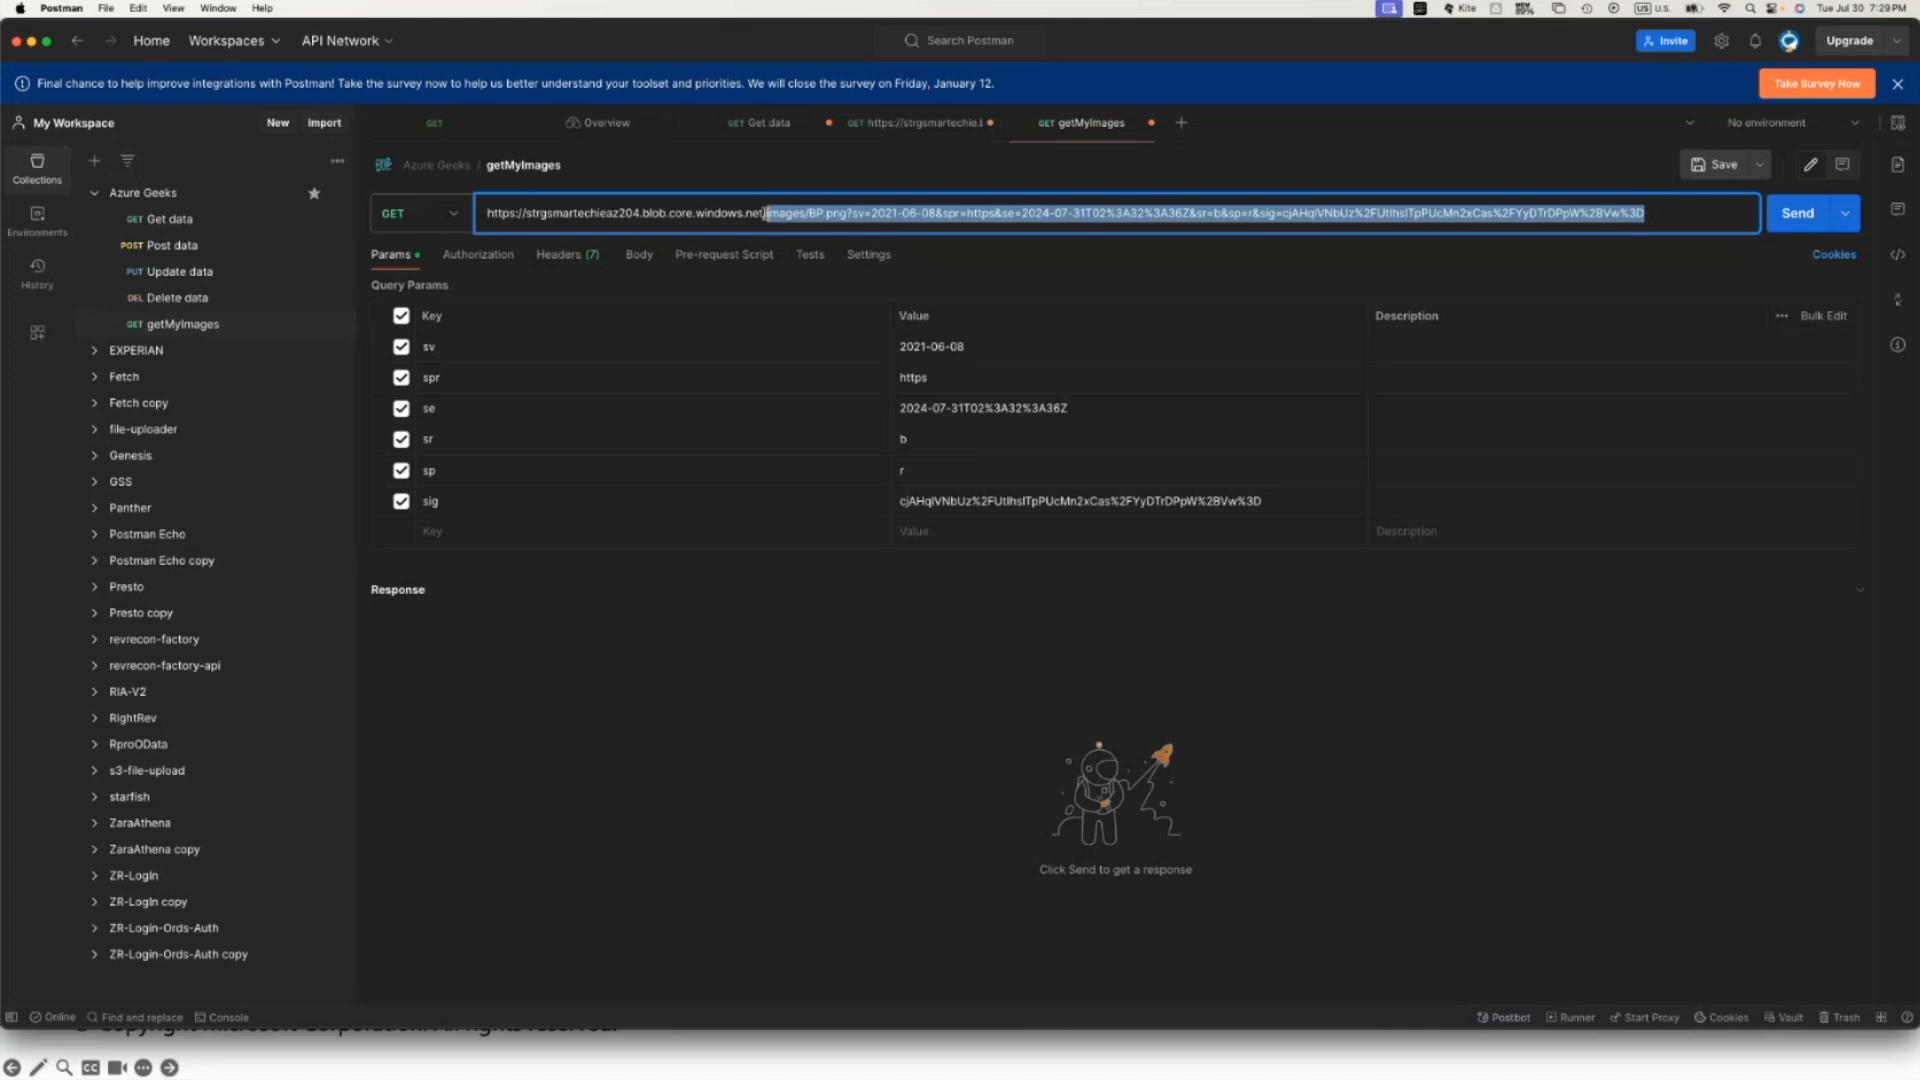 Postman File Edit View Window Help
Kite
U.S.
Tue Jul 30 7:29 PM
Home Workspaces API Network
Search Postman
Invite
Upgrade
Final chance to help improve integrations with Postman! Take the survey now to help us better understand your toolset and priorities. We will close the survey on Friday, January 12.
Take Survey Now
My Workspace
New Import
GET
Overview
GET Get data
GET https://strgsmartechie.l
GET getMyImages
No environment
Collections
Environments
History
Azure Geeks
GET Get data
POST Post data
PUT Update data
DEL Delete data
GET getMyImages
EXPERIAN
Fetch
Fetch copy
file-uploader
Genesis
GSS
Panther
Postman Echo
Postman Echo copy
Presto
Presto copy
revrecon-factory
revrecon-factory-api
RIA-V2
RightRev
RproOData
s3-file-upload
starfish
ZaraAthena
ZaraAthena copy
ZR-LogIn
ZR-LogIn copy
ZR-Login-Ords-Auth
ZR-Login-Ords-Auth copy
HTTP Azure Geeks / getMyImages
Save
GET
https://strgsmartechieaz204.blob.core.windows.net/images/BP.png?sv=2021-06-08&spr=https&se=2024-07-31T02%3A32%3A36Z&sr=b&sp=r&sig=cjAHqlVNbUz%2FUtlhslTpPUcMn2xCas%2FYyDTrDPpW%2BVw%3D
Send
Params Authorization Headers (7) Body Pre-request Script Tests Settings
Cookies
Query Params
Key Value Description
Bulk Edit
sv 2021-06-08
spr https
se 2024-07-31T02%3A32%3A36Z
sr b
sp r
sig cjAHqlVNbUz%2FUtlhslTpPUcMn2xCas%2FYyDTrDPpW%2BVw%3D
Key Value Description
Response
Click Send to get a response
Online Find and replace Console
Postbot Runner Start Proxy Cookies Vault Trash
CC